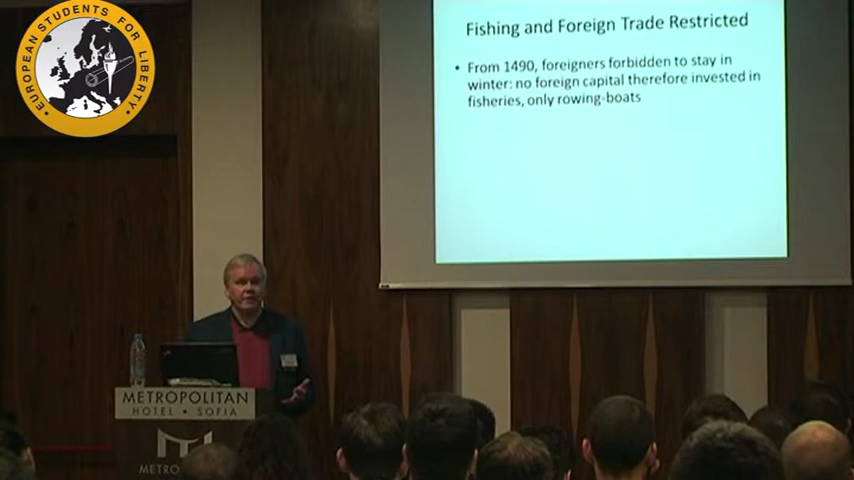 EUROPEAN STUDENTS FOR LIBERTY
Fishing and Foreign Trade Restricted
• From 1490, foreigners forbidden to stay in
winter: no foreign capital therefore invested in
fisheries, only rowing-boats
METROPOLITAN
HOTEL • SOFIA
METRO